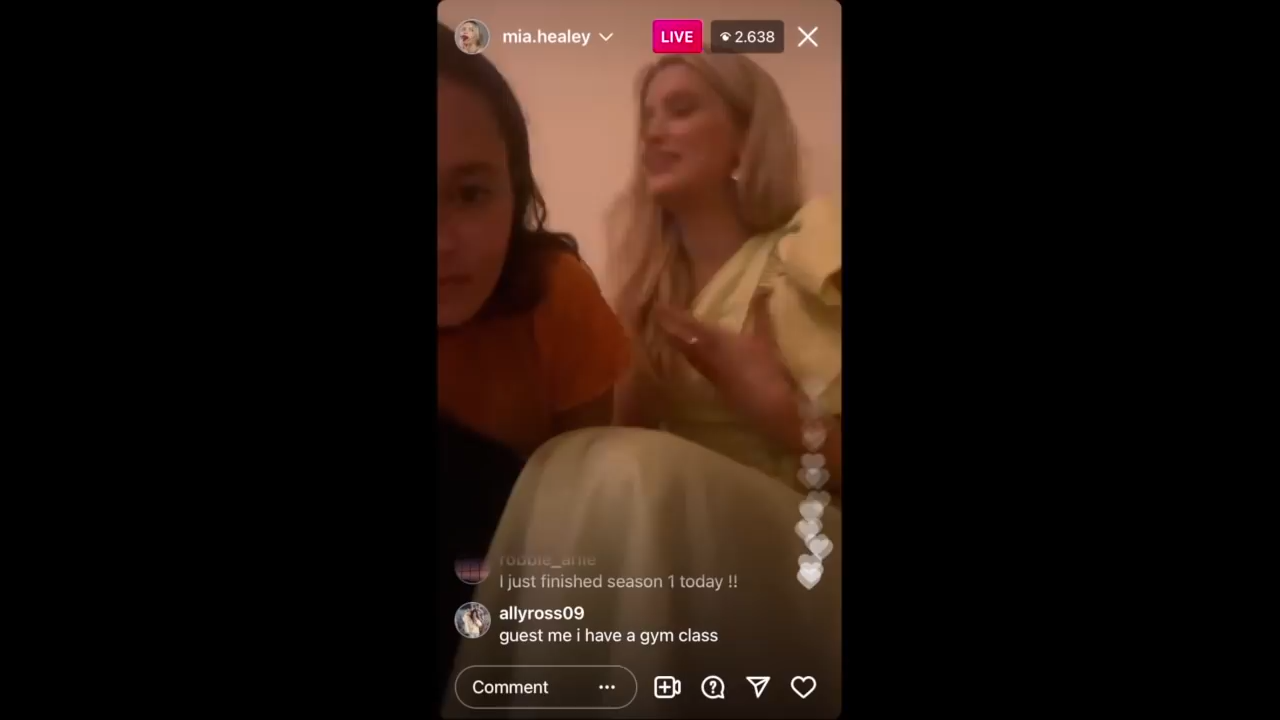 mia.healey
LIVE
2.638
I just finished season 1 today !!
allyross09
guest me i have a gym class
Comment